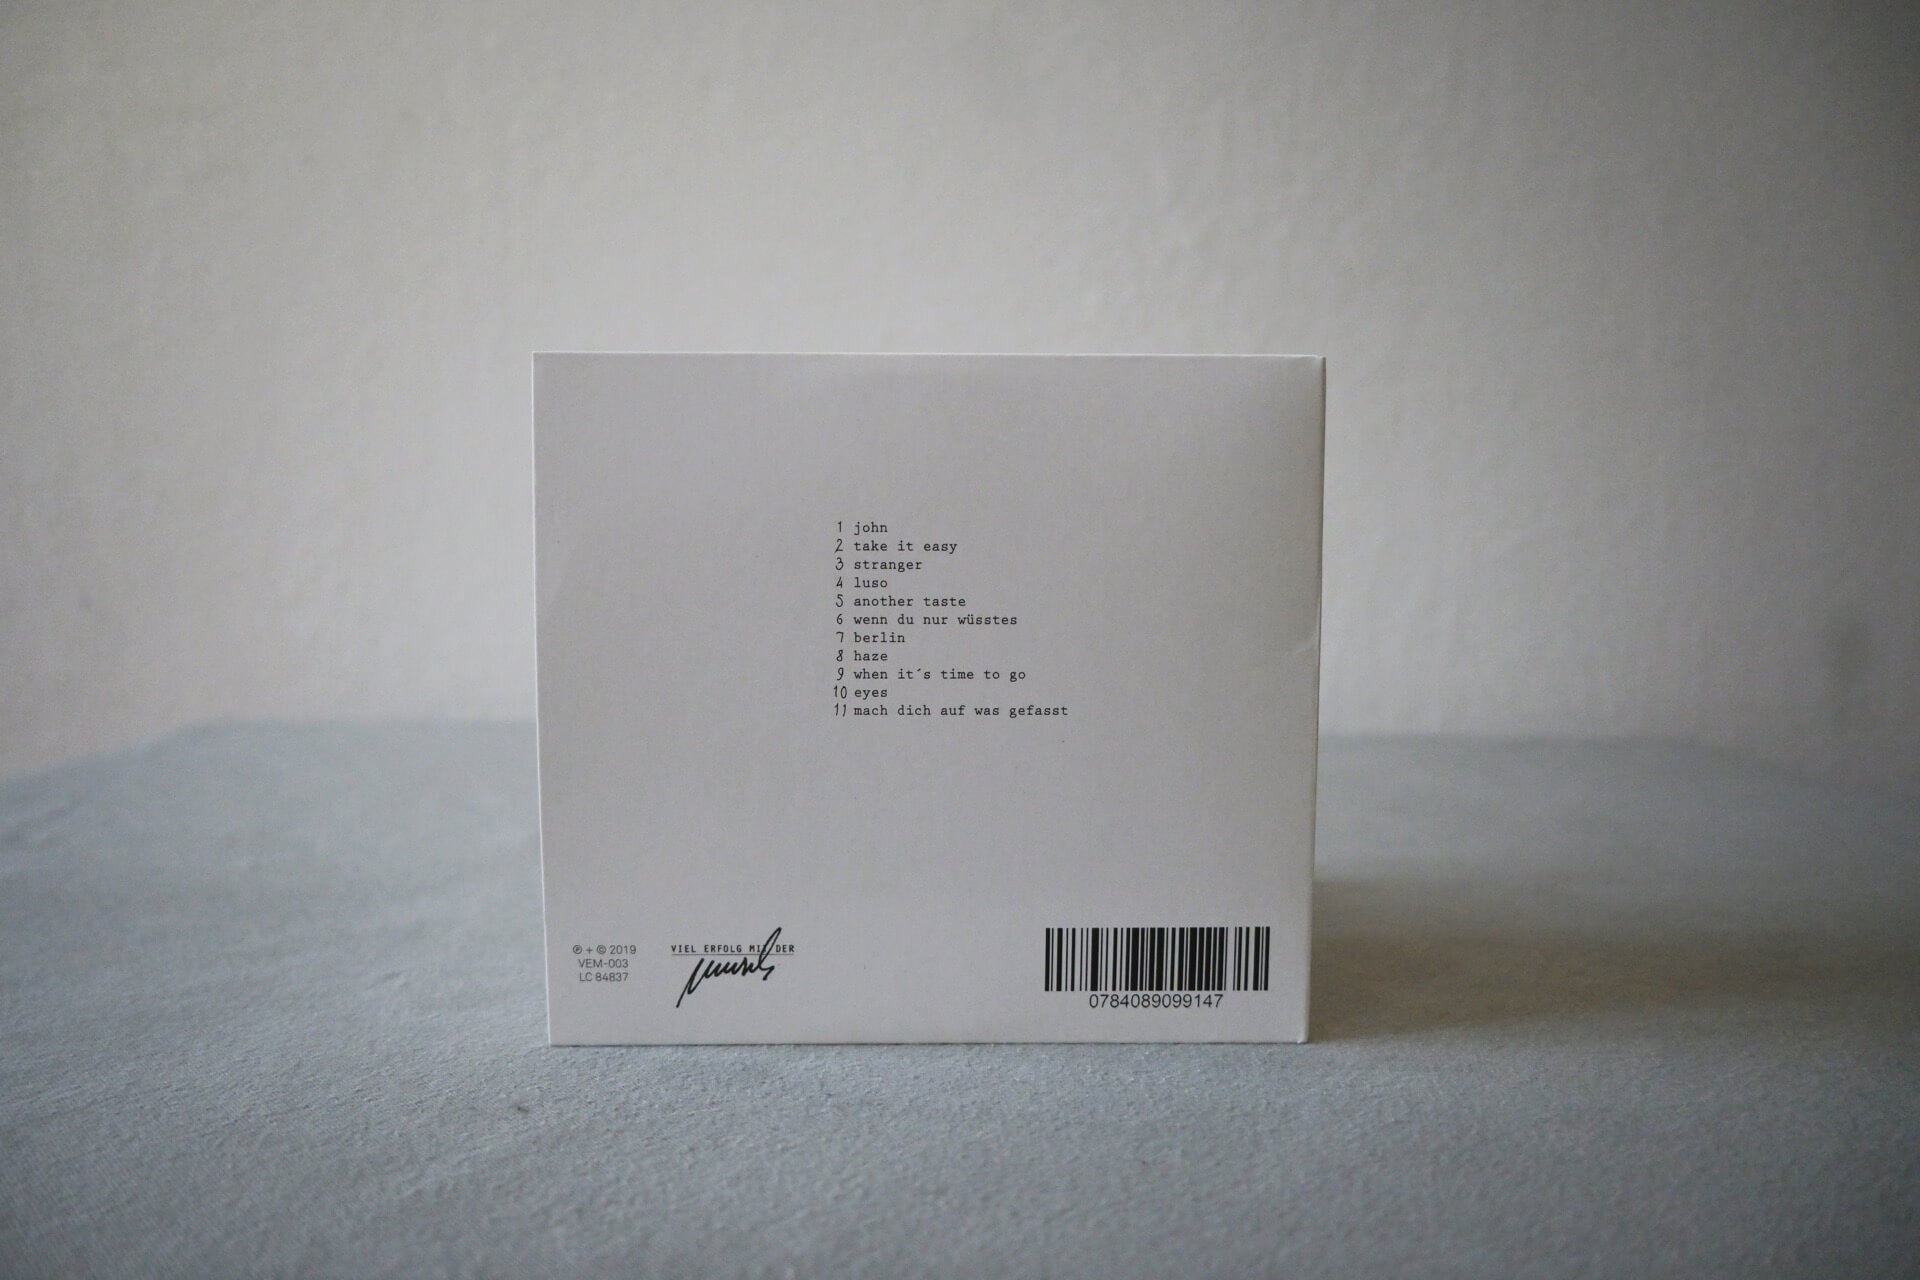 1 john
2 take it easy
3 stranger
4 luso
5 another taste
6 wenn du nur wüsstes
7 berlin
8 haze
9 when it´s time to go
10 eyes
11 mach dich auf was gefasst
℗ + © 2019
VEM-003
LC 84837
VIEL ERFOLG MIT DER
0784089099147